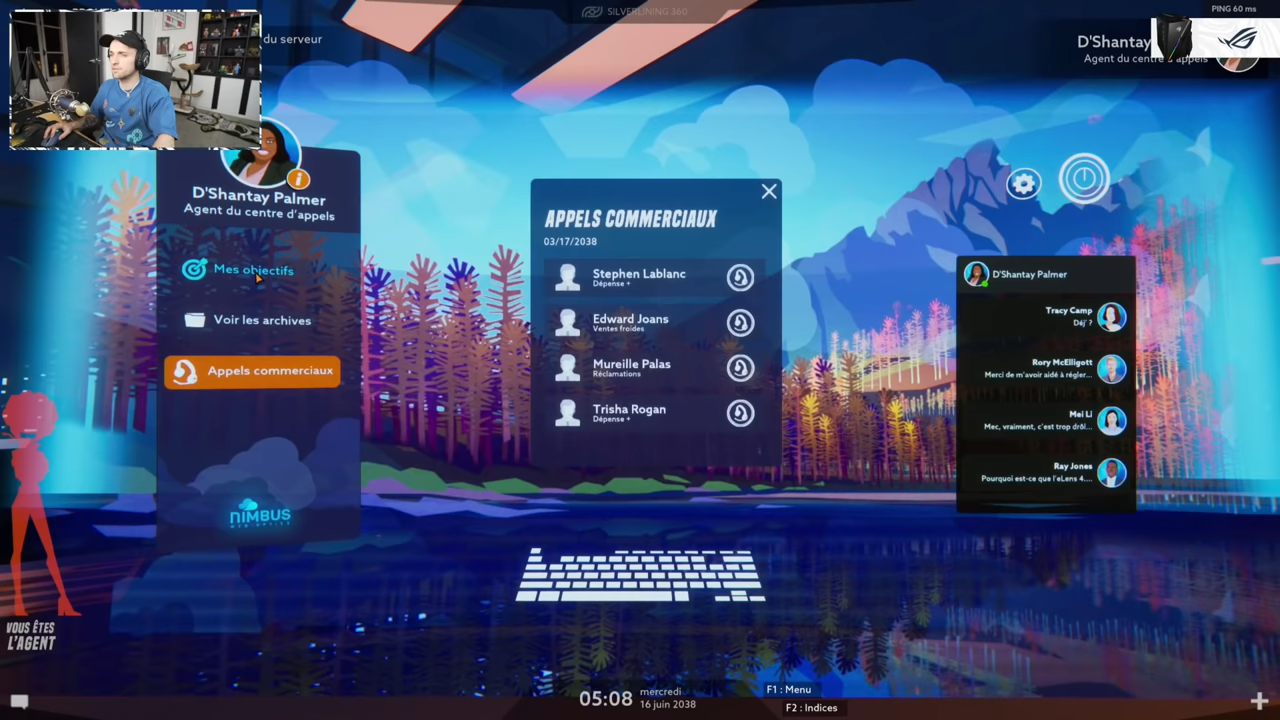 SILVERLINING 360
PING 60 ms
du serveur
D'Shantay
Agent du centre d'appels
D'Shantay Palmer
Agent du centre d'appels
Mes objectifs
Voir les archives
Appels commerciaux
NIMBUS
APPELS COMMERCIAUX
03/17/2038
Stephen Lablanc
Dépense +
Edward Joans
Ventes froides
Mureille Palas
Réclamations
Trisha Rogan
Dépense +
D'Shantay Palmer
Tracy Camp
Déj' ?
Rory McElligott
Merci de m'avoir aidé à régler...
Mei Li
Mec, vraiment, c'est trop drôl...
Ray Jones
Pourquoi est-ce que l'eLens 4....
VOUS ÊTES
L'AGENT
05:08
mercredi
16 juin 2038
F1 : Menu
F2 : Indices